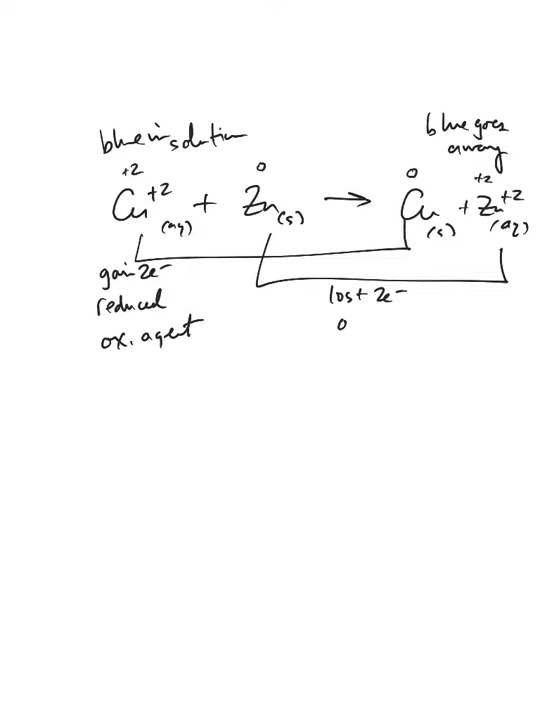 blue in solution
blue goes
away
+2 0 0 +2
Cu+2(aq) + Zn(s) → Cu(s) + Zn+2(aq)
gain 2e-
reduced
ox. agent
lost 2e-
o